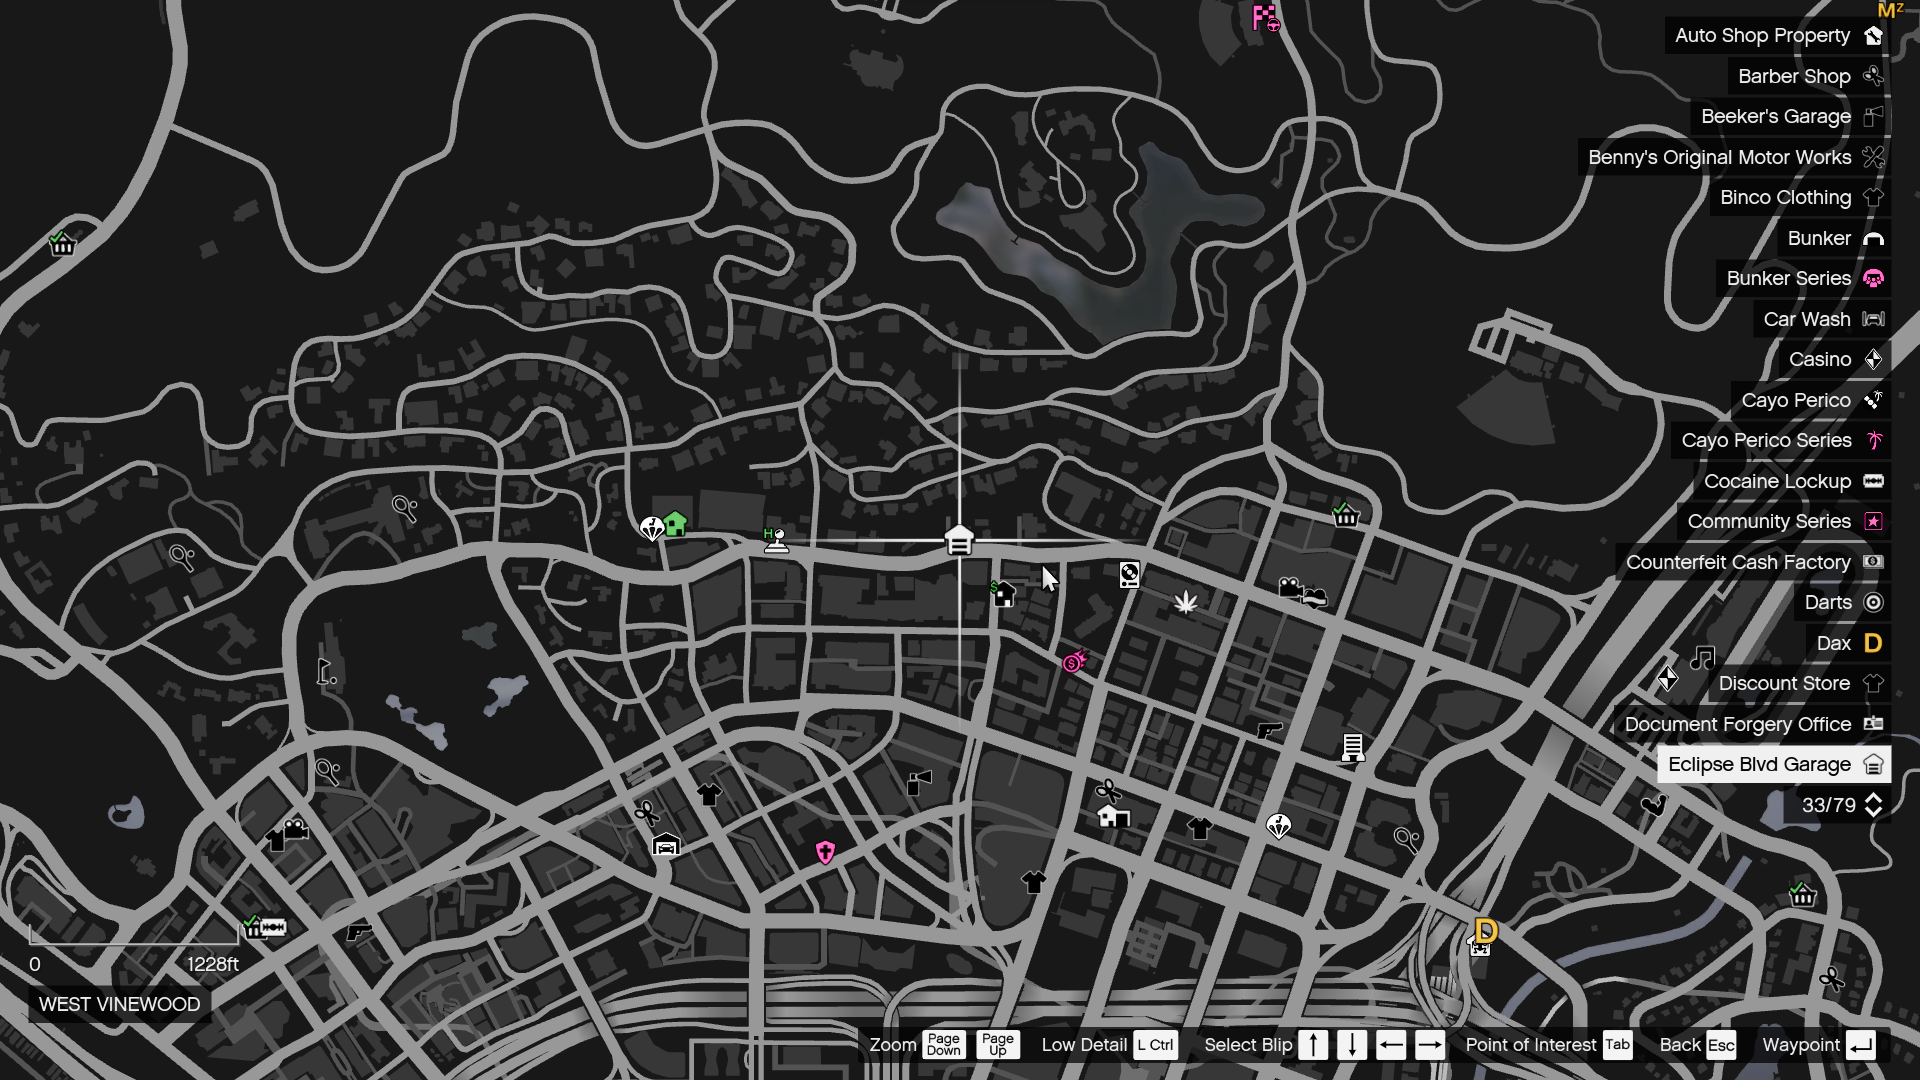 Mz
Auto Shop Property
Barber Shop
Beeker's Garage
Benny's Original Motor Works
Binco Clothing
Bunker
Bunker Series
Car Wash
Casino
Cayo Perico
Cayo Perico Series
Cocaine Lockup
Community Series
Counterfeit Cash Factory
Darts
Dax D
Discount Store
Document Forgery Office
Eclipse Blvd Garage
33/79
H
$
$
D
0 1228ft
WEST VINEWOOD
Zoom Page Down Page Up Low Detail L Ctrl Select Blip ↑ ↓ ← → Point of Interest Tab Back Esc Waypoint